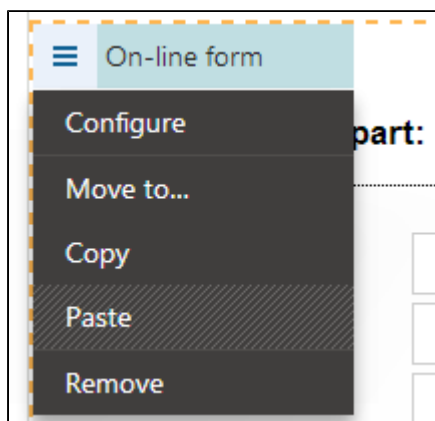 On-line form
Configure
part:
Move to...
Copy
Paste
Remove